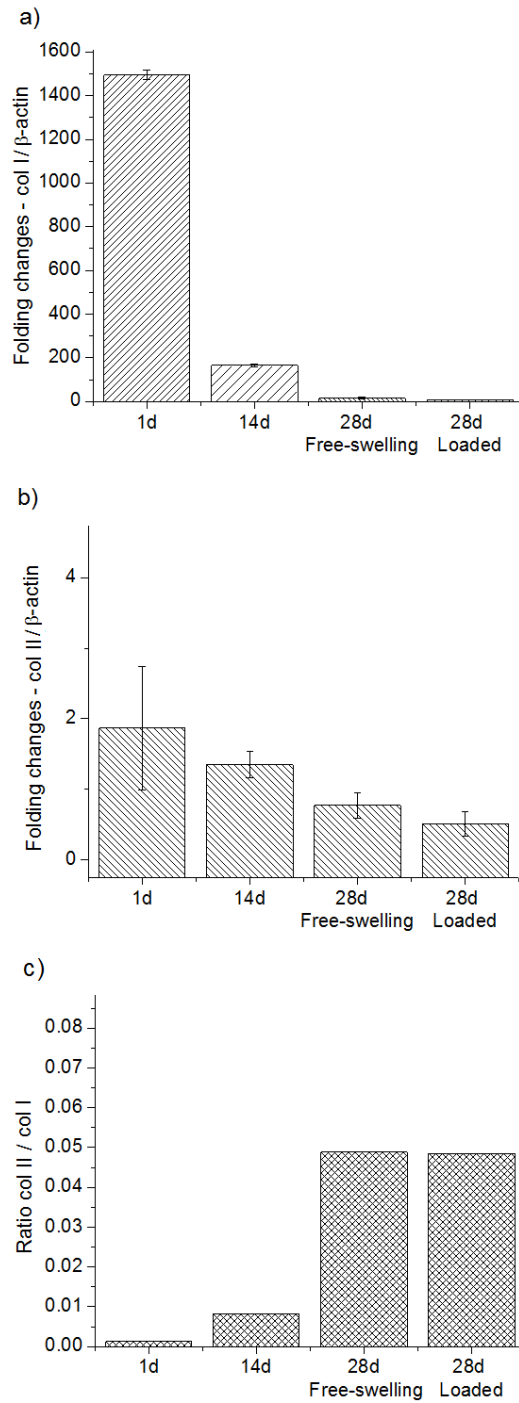 a)
Folding changes - col I/β-actin
1600
1400
1200
1000
800
600
400
200
0
1d
14d
28d
Free-swelling
28d
Loaded
b)
Folding changes - col II/β-actin
4
2
0
1d
14d
28d
Free-swelling
28d
Loaded
c)
Ratio col II / col I
0.08
0.07
0.06
0.05
0.04
0.03
0.02
0.01
0.00
1d
14d
28d
Free-swelling
28d
Loaded